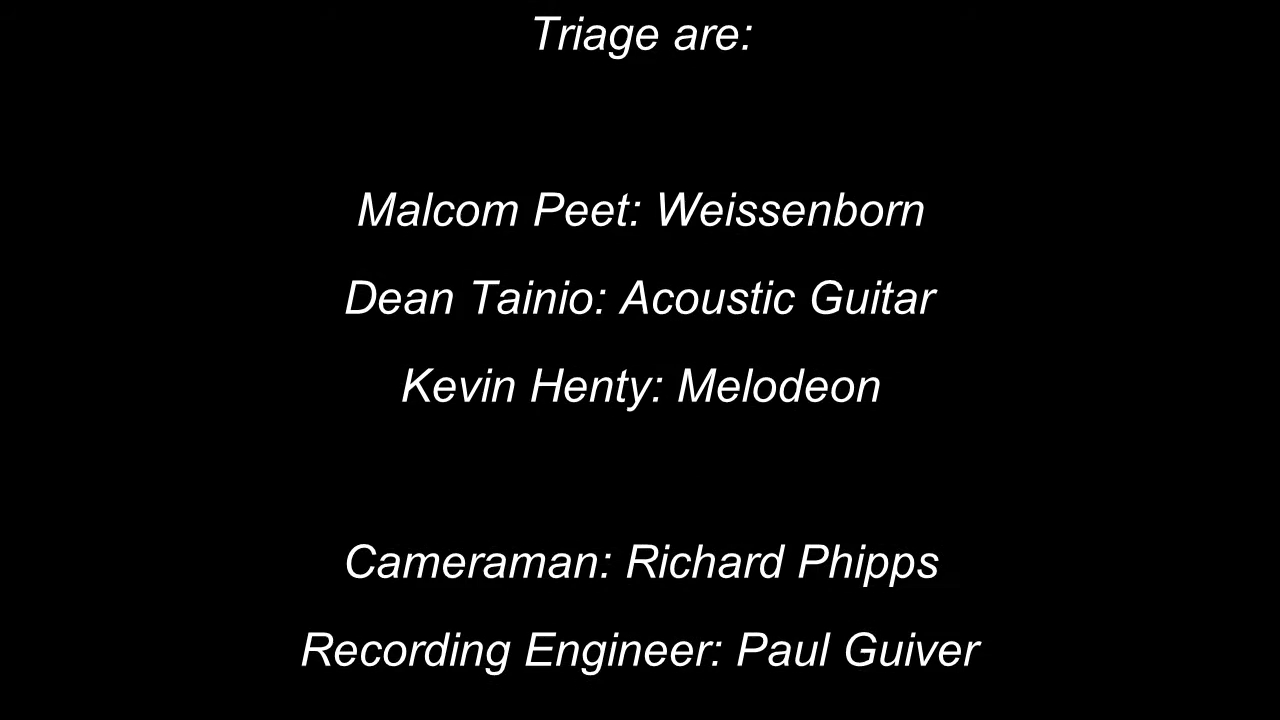 Triage are:
Malcom Peet: Weissenborn
Dean Tainio: Acoustic Guitar
Kevin Henty: Melodeon
Cameraman: Richard Phipps
Recording Engineer: Paul Guiver